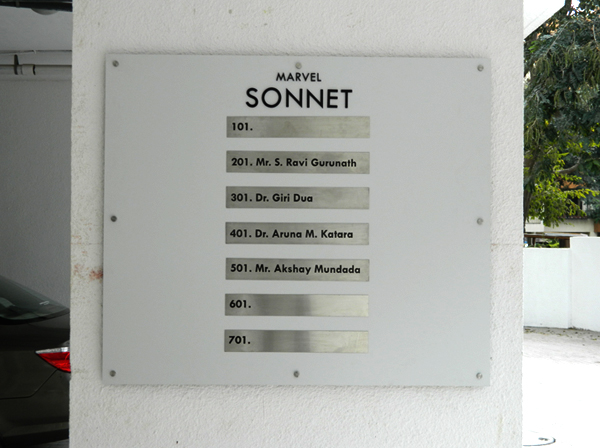 MARVEL
SONNET
101.
201. Mr. S. Ravi Gurunath
301. Dr. Giri Dua
401. Dr. Aruna M. Katara
501. Mr. Akshay Mundada
601.
701.